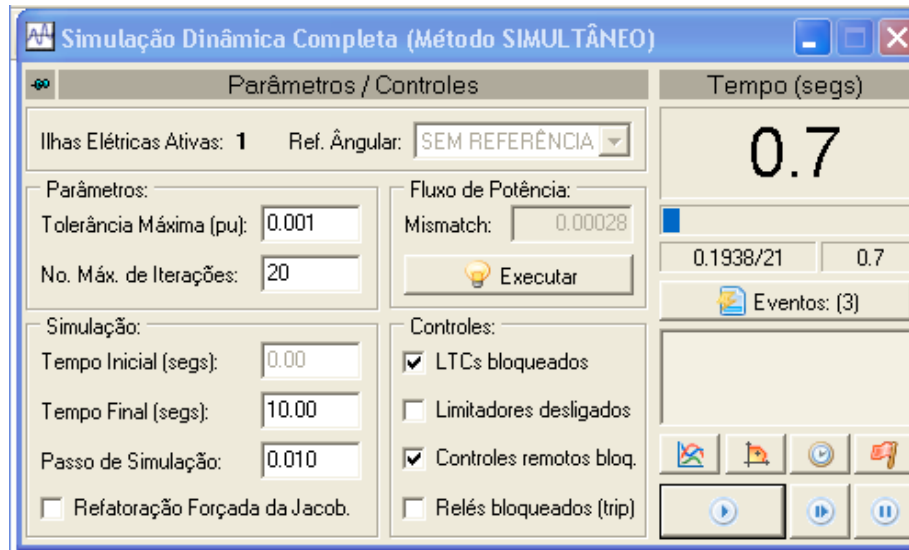 Simulação Dinâmica Completa (Método SIMULTÂNEO)
Parâmetros / Controles
Tempo (segs)
Ilhas Elétricas Ativas: 1 Ref. Ângular: SEM REFERÊNCIA
0.7
Parâmetros:
Tolerância Máxima (pu): 0.001
No. Máx. de Iterações: 20
Fluxo de Potência:
Mismatch: 0.00028
Executar
0.1938/21 0.7
Eventos: (3)
Simulação:
Tempo Inicial (segs): 0.00
Tempo Final (segs): 10.00
Passo de Simulação: 0.010
Refatoração Forçada da Jacob.
Controles:
LTCs bloqueados
Limitadores desligados
Controles remotos bloq.
Relés bloqueados (trip)